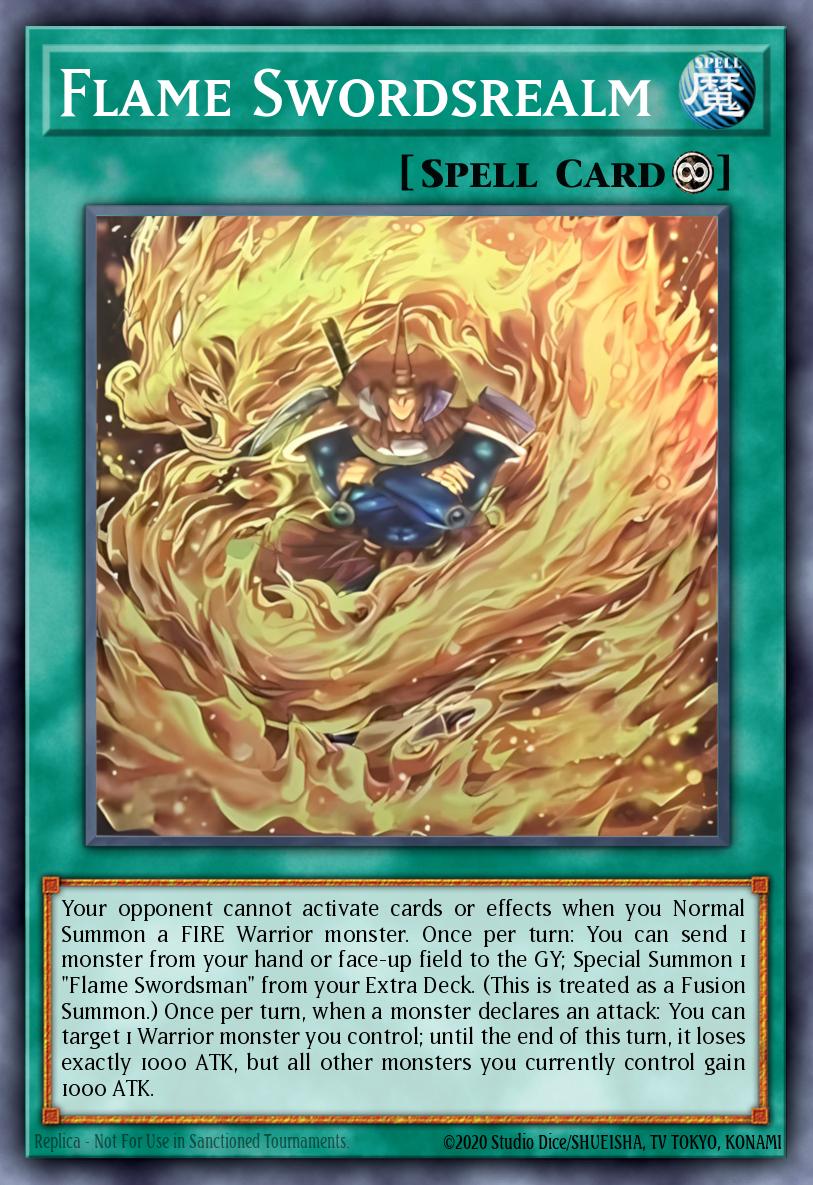 Flame Swordsrealm
SPELL
魔
[Spell Card]
Your opponent cannot activate cards or effects when you Normal
Summon a FIRE Warrior monster. Once per turn: You can send 1
monster from your hand or face-up field to the GY; Special Summon 1
"Flame Swordsman" from your Extra Deck. (This is treated as a Fusion
Summon.) Once per turn, when a monster declares an attack: You can
target 1 Warrior monster you control; until the end of this turn, it loses
exactly 1000 ATK, but all other monsters you currently control gain
1000 ATK.
Replica - Not For Use in Sanctioned Tournaments.
©2020 Studio Dice/SHUEISHA, TV TOKYO, KONAMI